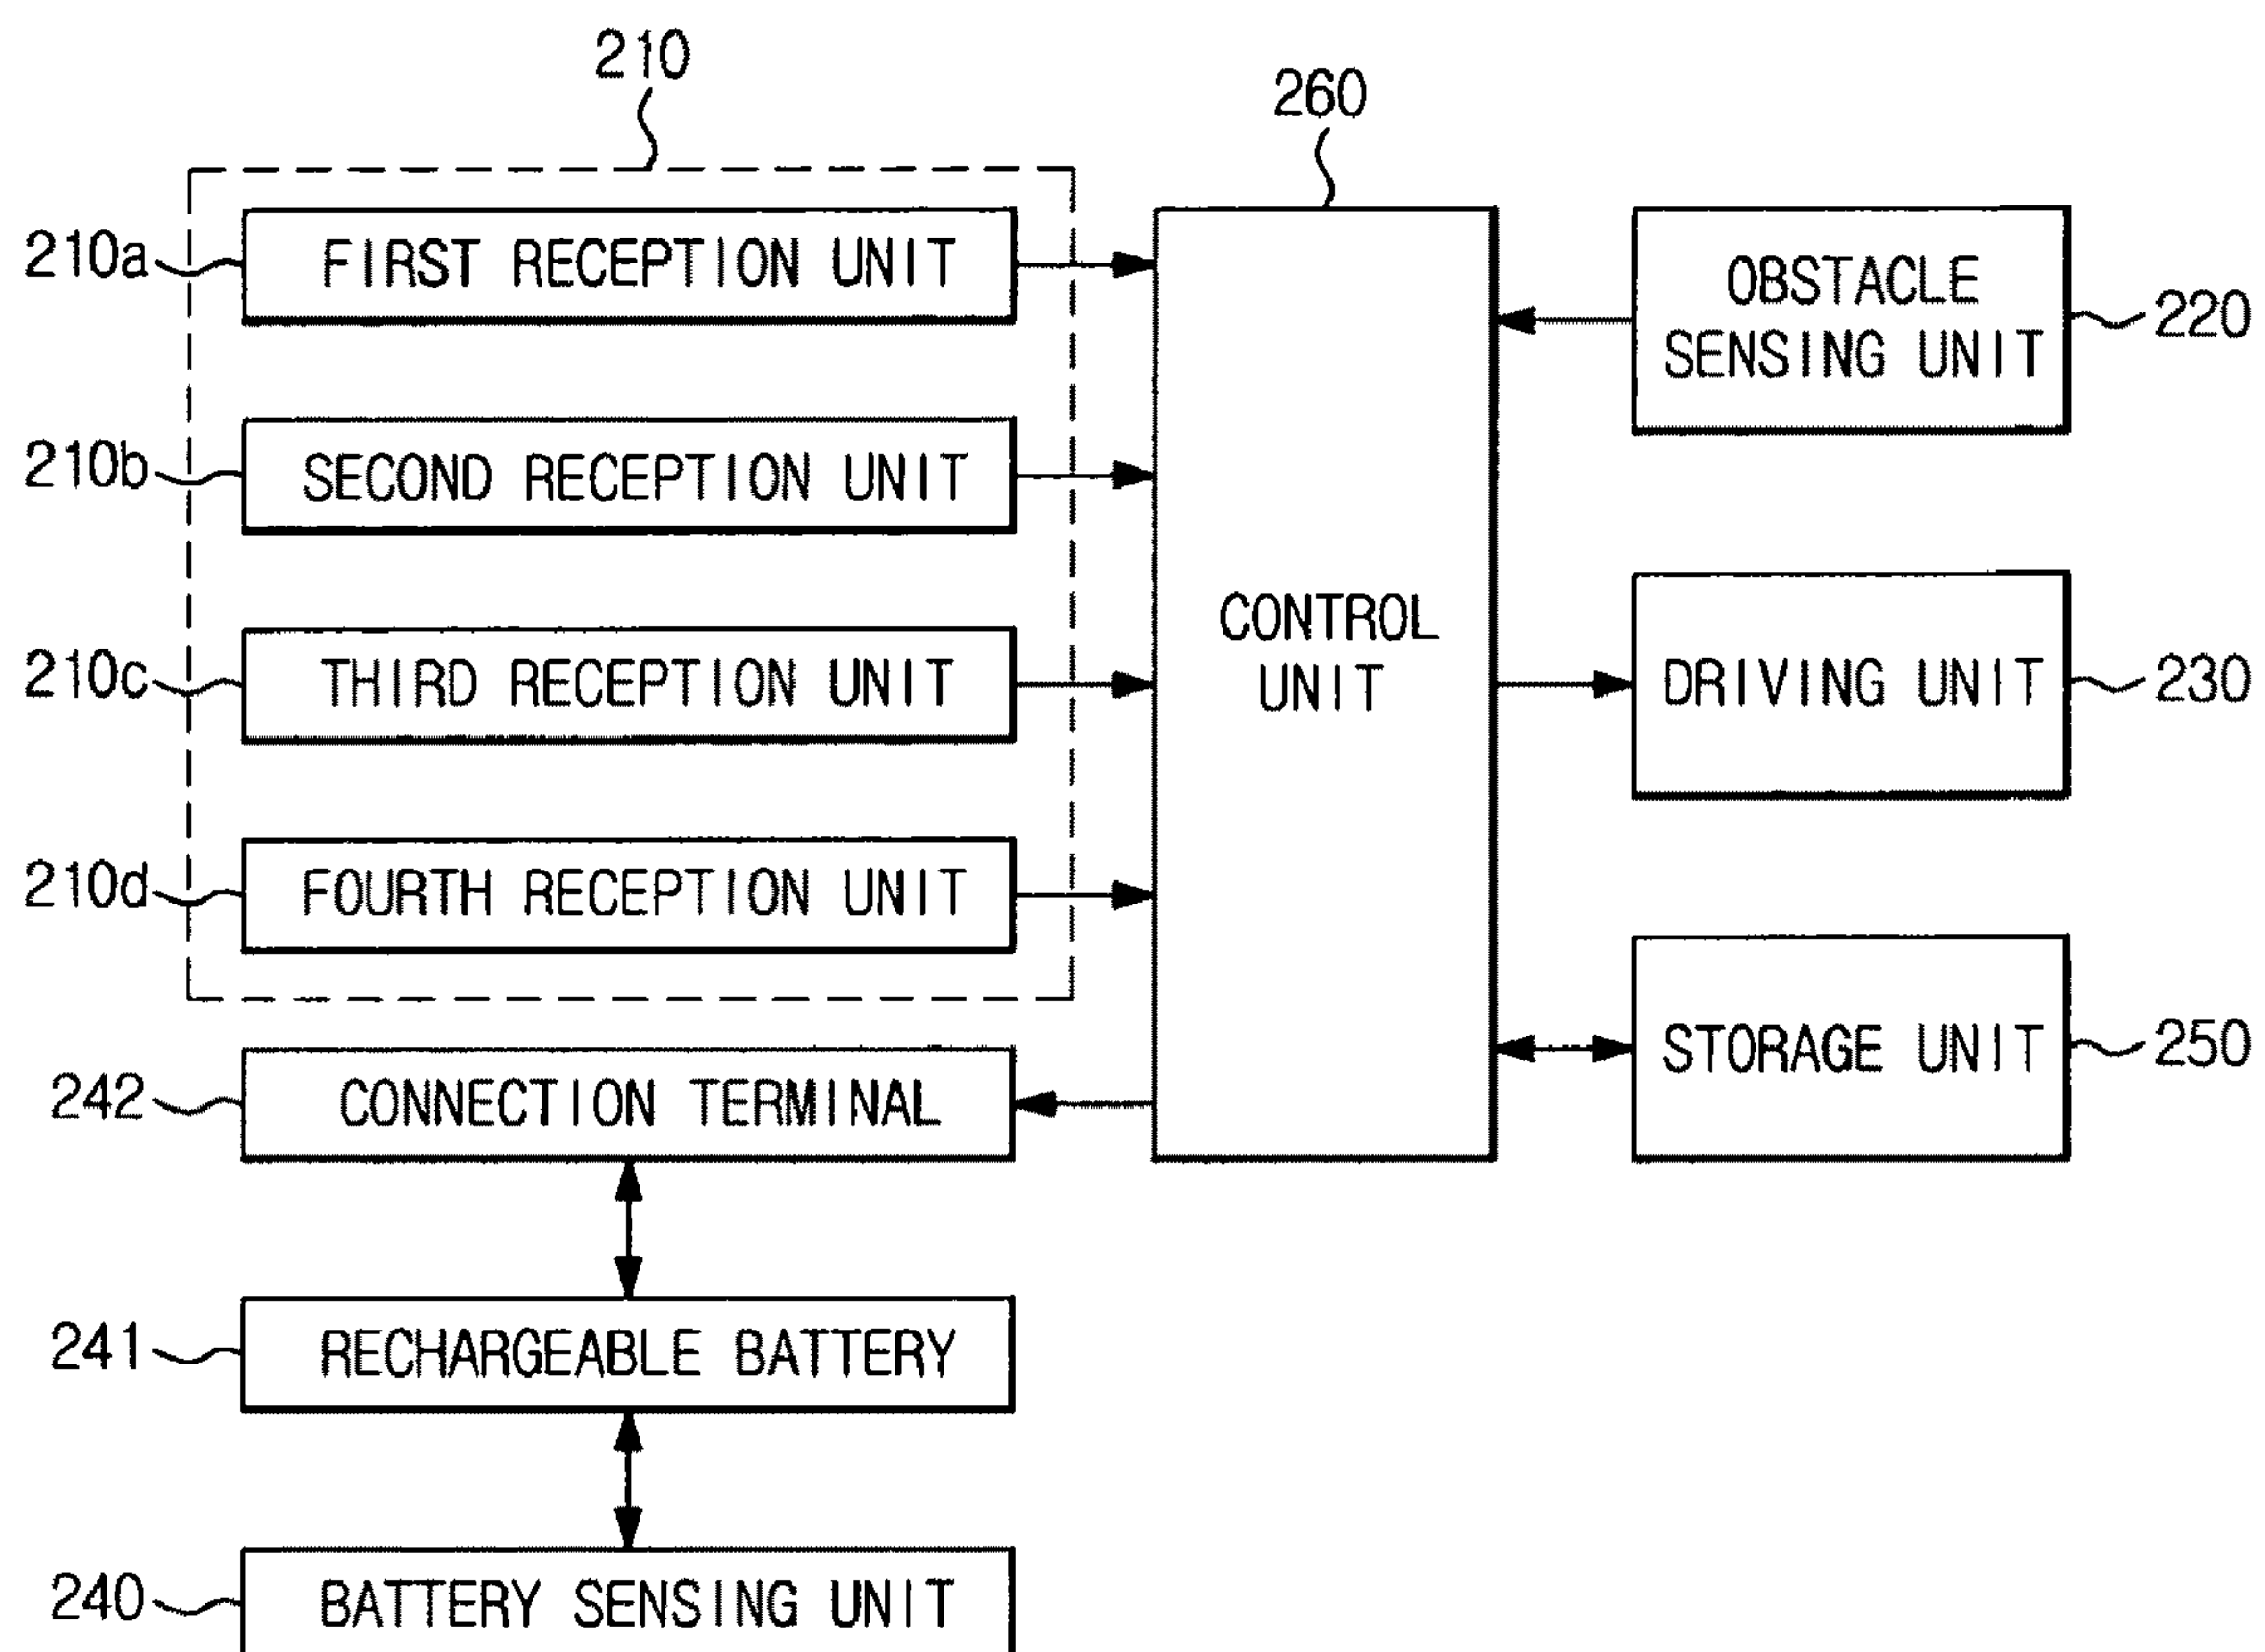 210
260
210a
FIRST RECEPTION UNIT
OBSTACLE
SENSING UNIT
220
210b
SECOND RECEPTION UNIT
CONTROL
UNIT
210c
THIRD RECEPTION UNIT
DRIVING UNIT
230
210d
FOURTH RECEPTION UNIT
STORAGE UNIT
250
242
CONNECTION TERMINAL
241
RECHARGEABLE BATTERY
240
BATTERY SENSING UNIT